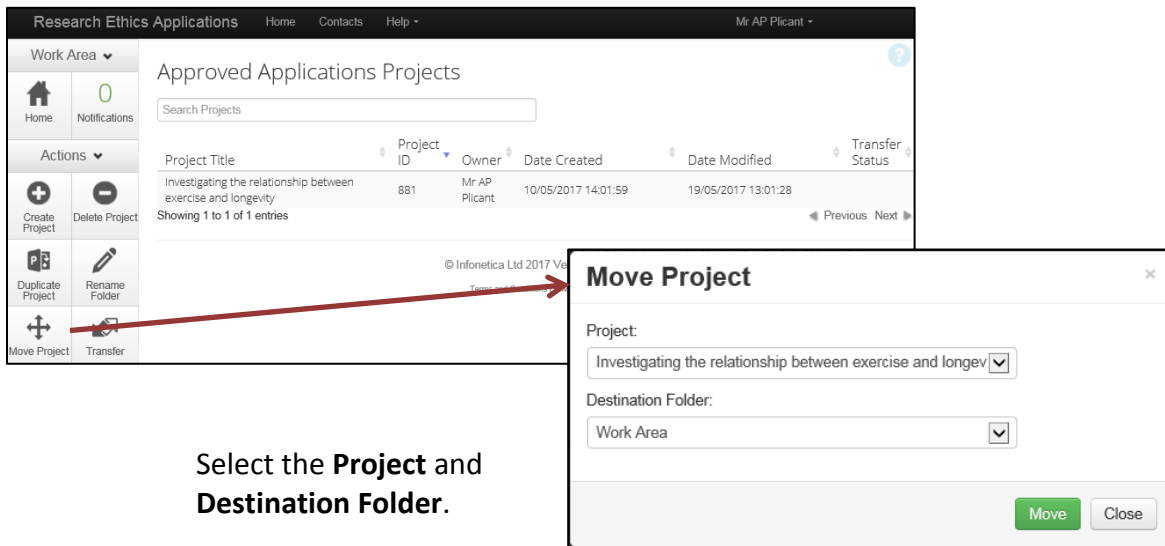 Research Ethics Applications Home Contacts Help Mr AP Plicant
Work Area
Home
0
Notifications
Actions
Create Project
Delete Project
Duplicate Project
Rename Folder
Move Project
Transfer
Approved Applications Projects
Search Projects
Project Title Project ID Owner Date Created Date Modified Transfer Status
Investigating the relationship between
exercise and longevity
881
Mr AP
Plicant
10/05/2017 14:01:59
19/05/2017 13:01:28
Showing 1 to 1 of 1 entries
Previous Next
© Infonetica Ltd 2017
Move Project
×
Project:
Investigating the relationship between exercise and longev
Destination Folder:
Work Area
Move Close
Select the Project and
Destination Folder.